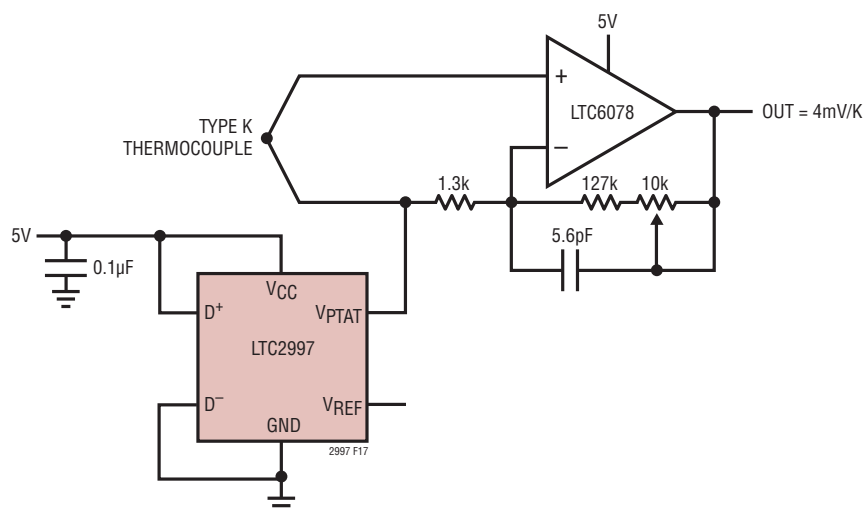 5V
+
LTC6078
–
OUT = 4mV/K
TYPE K
THERMOCOUPLE
1.3k
127k
10k
5.6pF
5V
0.1µF
VCC
D+
VPTAT
LTC2997
D–
VREF
GND
2997 F17